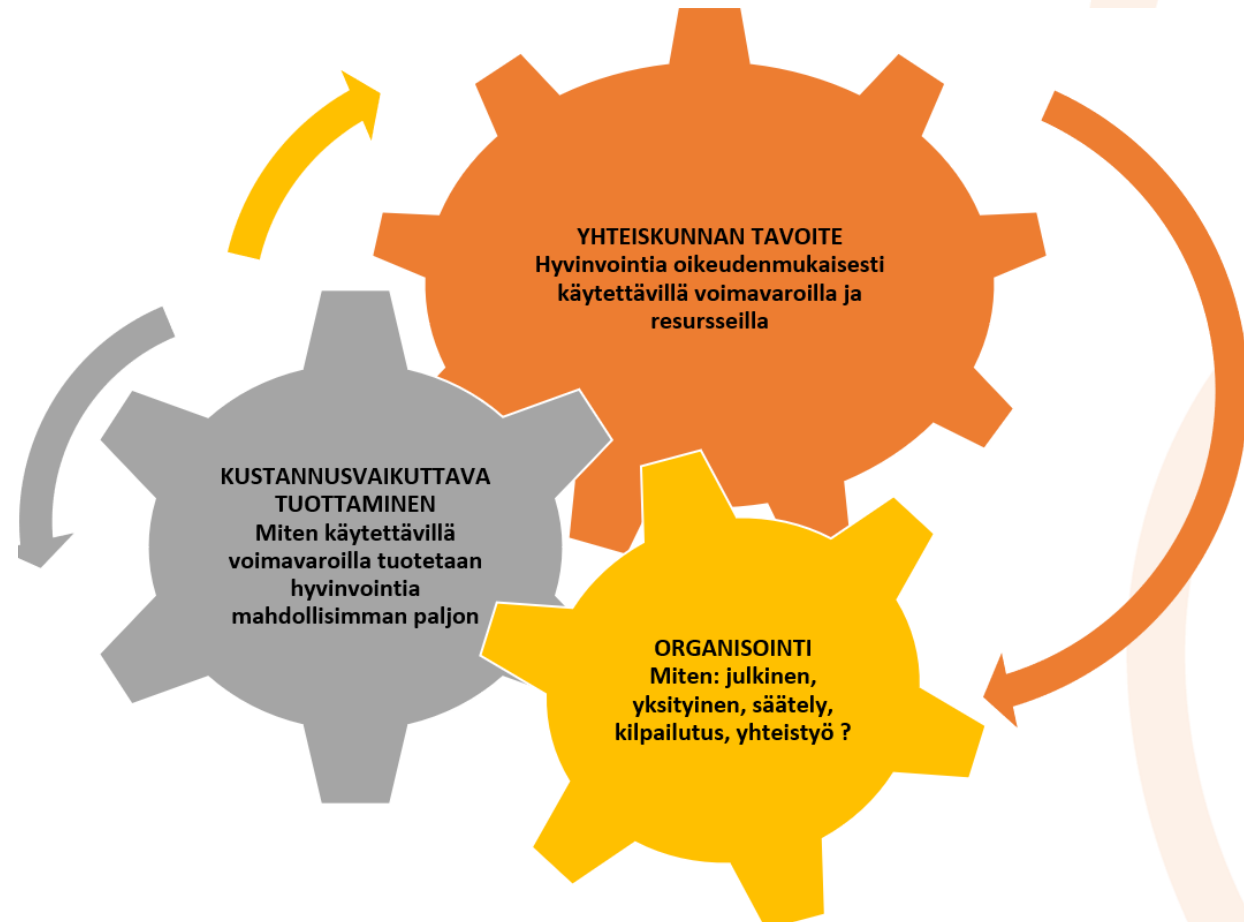 YHTEISKUNNAN TAVOITE
Hyvinvointia oikeudenmukaisesti
käytettävillä voimavaroilla ja
resursseilla
KUSTANNUSVAIKUTTAVA
TUOTTAMINEN
Miten käytettävillä
voimavaroilla tuotetaan
hyvinvointia
mahdollisimman paljon
ORGANISOINTI
Miten: julkinen,
yksityinen, säätely,
kilpailutus, yhteistyö ?